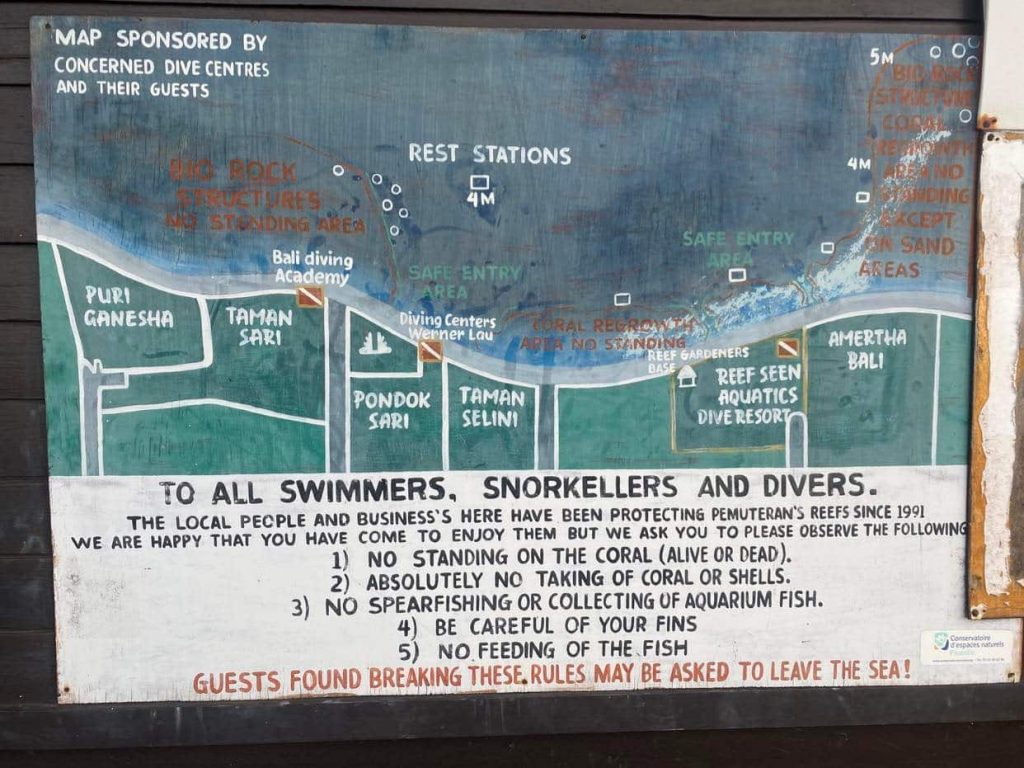 MAP SPONSORED BY
CONCERNED DIVE CENTRES
AND THEIR GUESTS
5M
BIG ROCK
STRUCTURE
CORAL
REGROWTH
AREA NO
STANDING
EXCEPT
ON SAND
AREAS
4M
REST STATIONS
4M
BIG ROCK
STRUCTURES
NO STANDING AREA
SAFE ENTRY
AREA
Bali diving
Academy
SAFE ENTRY
AREA
Diving Centers
Werner Lau
CORAL REGROWTH
AREA NO STANDING
REEF GARDENERS
BASE
PURI
GANESHA
TAMAN
SARI
PONDOK
SARI
TAMAN
SELINI
REEF SEEN
AQUATICS
DIVE RESORT
AMERTHA
BALI
TO ALL SWIMMERS, SNORKELLERS AND DIVERS.
THE LOCAL PEOPLE AND BUSINESS'S HERE HAVE BEEN PROTECTING PEMUTERAN'S REEFS SINCE 1991
WE ARE HAPPY THAT YOU HAVE COME TO ENJOY THEM BUT WE ASK YOU TO PLEASE OBSERVE THE FOLLOWING
1) NO STANDING ON THE CORAL (ALIVE OR DEAD).
2) ABSOLUTELY NO TAKING OF CORAL OR SHELLS.
3) NO SPEARFISHING OR COLLECTING OF AQUARIUM FISH.
4) BE CAREFUL OF YOUR FINS
5) NO FEEDING OF THE FISH
GUESTS FOUND BREAKING THESE RULES MAY BE ASKED TO LEAVE THE SEA!
Conservatoire
d'espaces naturels
Picardie